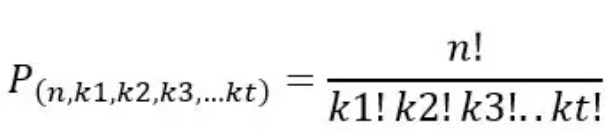 P(n,k1,k2,k3,...kt) = n! / k1! k2! k3!.. kt!